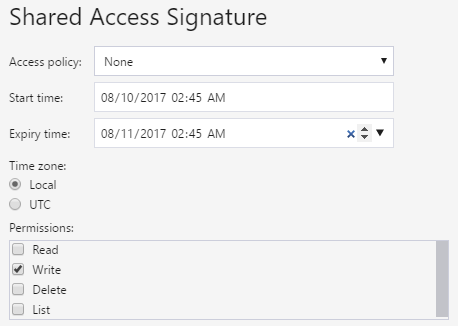 Shared Access Signature
Access policy: None
Start time: 08/10/2017 02:45 AM
Expiry time: 08/11/2017 02:45 AM
Time zone:
Local
UTC
Permissions:
Read
Write
Delete
List